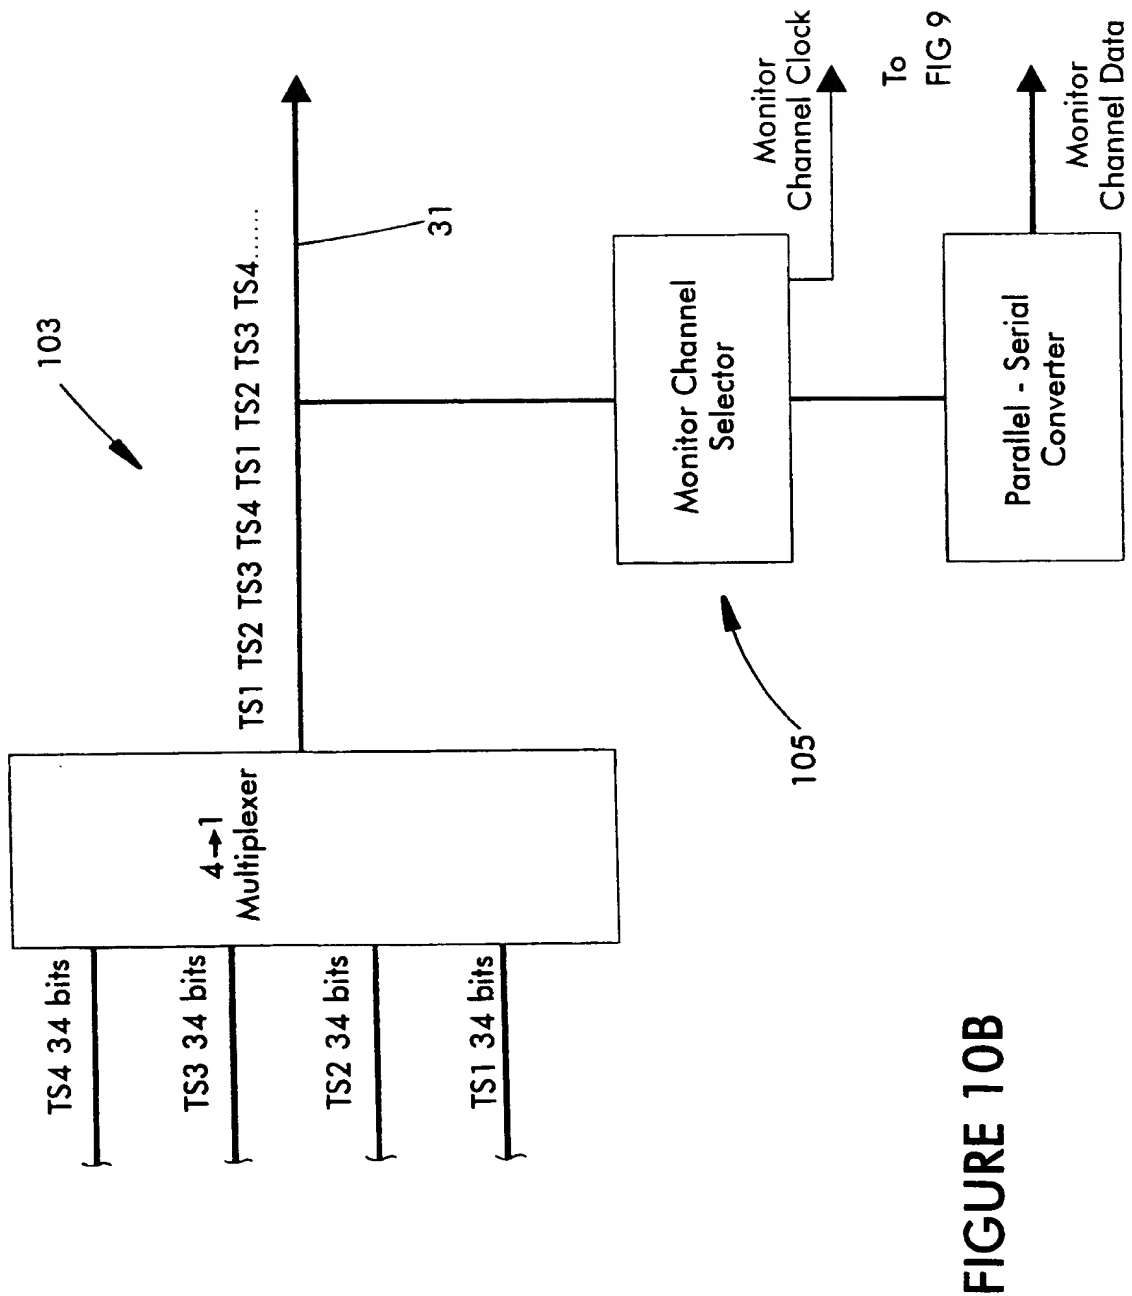 103
TS1 TS2 TS3 TS4 TS1 TS2 TS3 TS4........
31
4→1
Multiplexer
TS4 34 bits
TS3 34 bits
TS2 34 bits
TS1 34 bits
105
Monitor Channel
Selector
Monitor
Channel Clock
To
FIG 9
Parallel - Serial
Converter
Monitor
Channel Data
FIGURE 10B